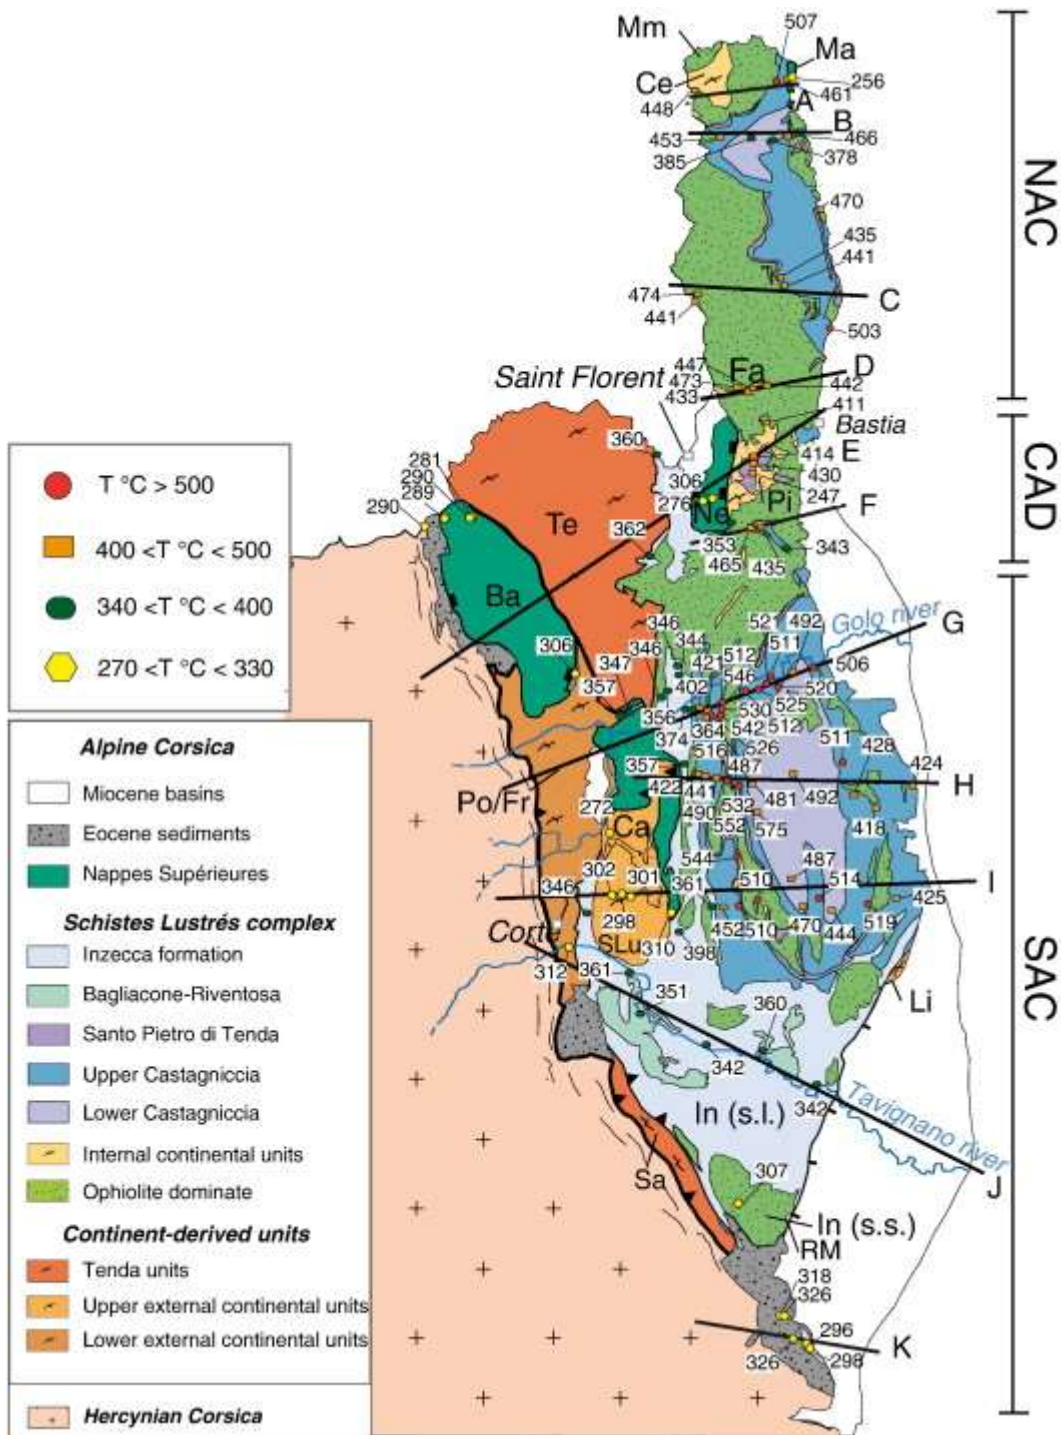 507
Mm
Ma
Ce
256
461
448
A
B
453
466
385
378
NAC
470
435
441
474
C
441
503
447
Fa
D
Saint Florent
473
442
433
411
Bastia
360
414
E
281
306
430
290
276
247
289
Ne
Pi
F
290
Te
362
353
343
CAD
465
435
Ba
346
521
492
Golo river
G
344
512
511
306
346
421
546
506
347
402
357
520
530
525
356
364
542
512
374
516
526
511
428
357
487
424
Po/Fr
422
441
H
272
532
481
492
Ca
490
418
552
575
544
487
302
301
510
514
346
361
I
425
298
Corte
SLu
452
510
470
519
310
398
444
312
361
351
360
Li
SAC
342
In (s.l.)
342
Tavignano river
Sa
307
J
In (s.s.)
RM
318
326
296
K
326
298
T °C > 500
400 <T °C < 500
340 <T °C < 400
270 <T °C < 330
Alpine Corsica
Miocene basins
Eocene sediments
Nappes Supérieures
Schistes Lustrés complex
Inzecca formation
Bagliacone-Riventosa
Santo Pietro di Tenda
Upper Castagniccia
Lower Castagniccia
Internal continental units
Ophiolite dominate
Continent-derived units
Tenda units
Upper external continental units
Lower external continental units
Hercynian Corsica